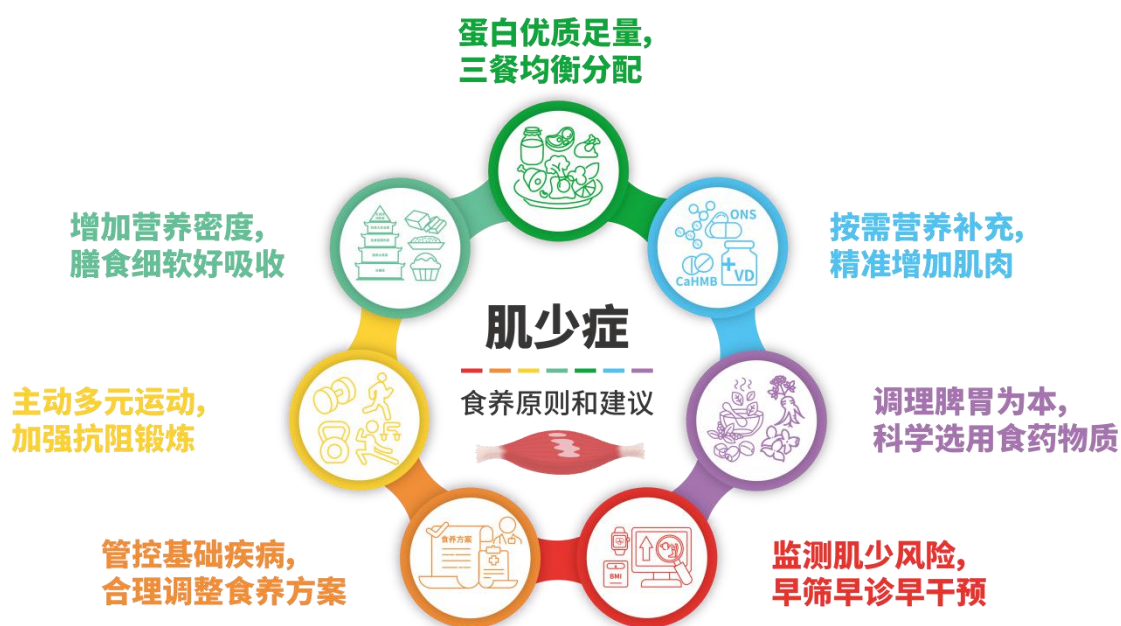 蛋白优质足量,
三餐均衡分配
增加营养密度,
膳食细软好吸收
ONS
CaHMB
VD
按需营养补充,
精准增加肌肉
肌少症
食养原则和建议
主动多元运动,
加强抗阻锻炼
调理脾胃为本,
科学选用食药物质
管控基础疾病,
合理调整食养方案
食养方案
BMI
监测肌少风险,
早筛早诊早干预